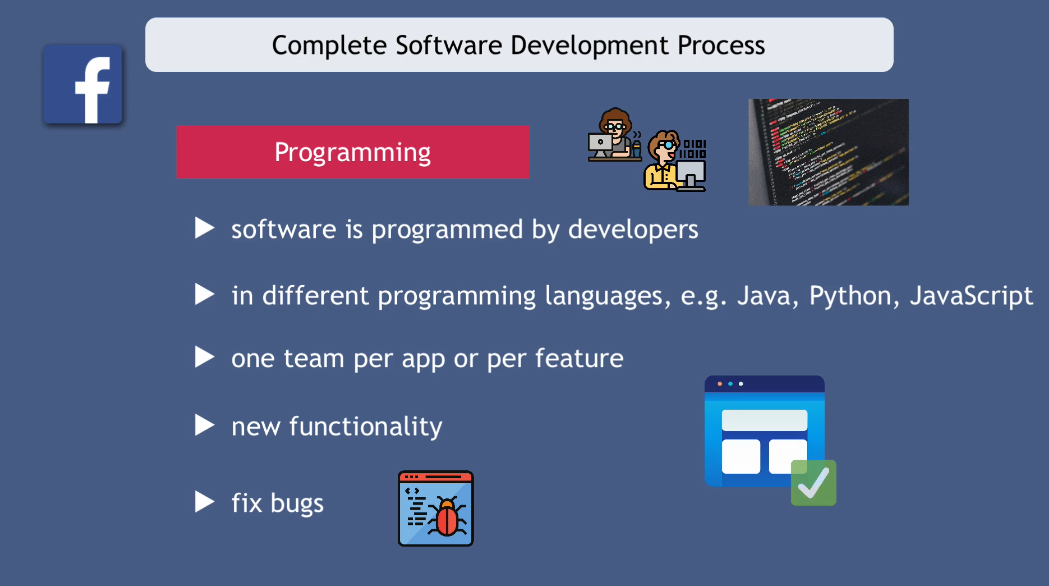 Complete Software Development Process
Programming
software is programmed by developers
in different programming languages, e.g. Java, Python, JavaScript
one team per app or per feature
new functionality
fix bugs